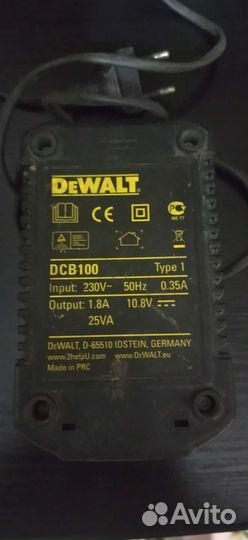 DEWALT
CE
DCB100 Type 1
Input: 230V~ 50Hz 0.35A
Output: 1.8A 10.8V ⎓
25VA
DEWALT, D-65510 IDSTEIN, GERMANY
www.2helpU.com www.DEWALT.eu
Made in PRC
Avito